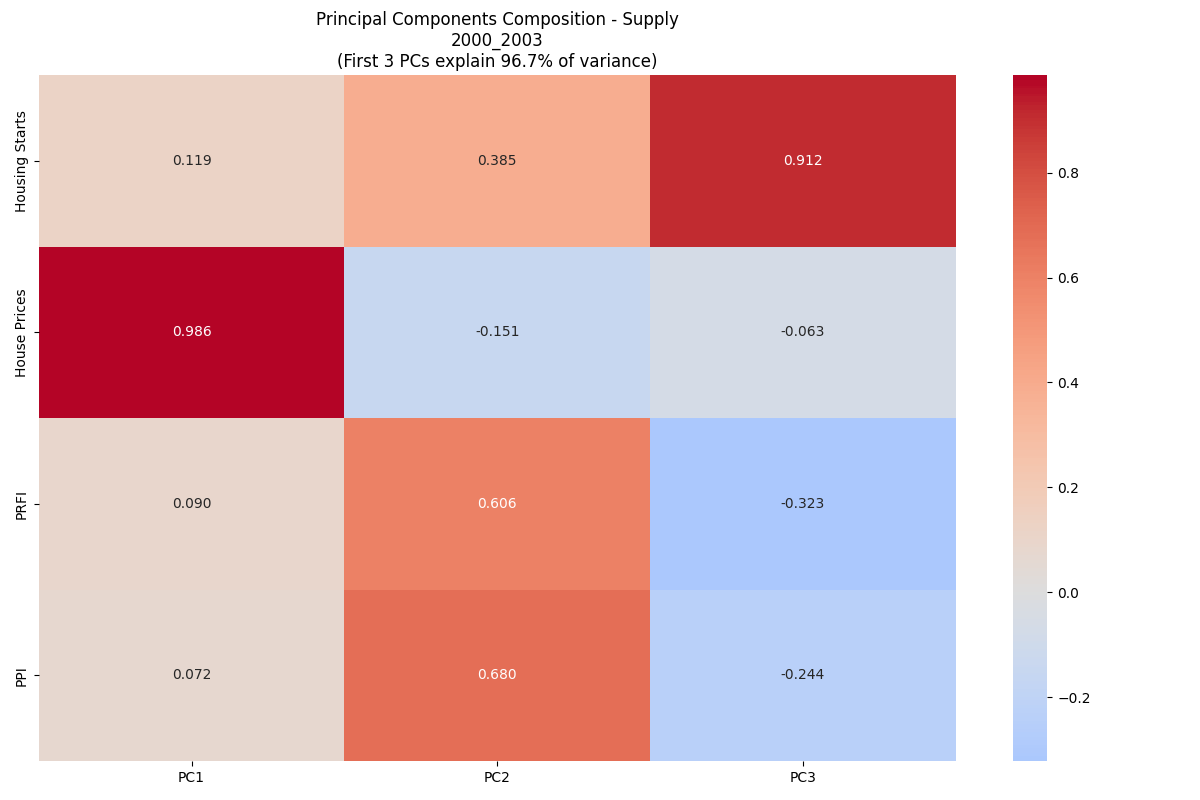 Principal Components Composition - Supply
2000_2003
(First 3 PCs explain 96.7% of variance)
Housing Starts
0.119 0.385 0.912
House Prices
0.986 -0.151 -0.063
PRFI
0.090 0.606 -0.323
PPI
0.072 0.680 -0.244
PC1 PC2 PC3
0.8
0.6
0.4
0.2
0.0
−0.2